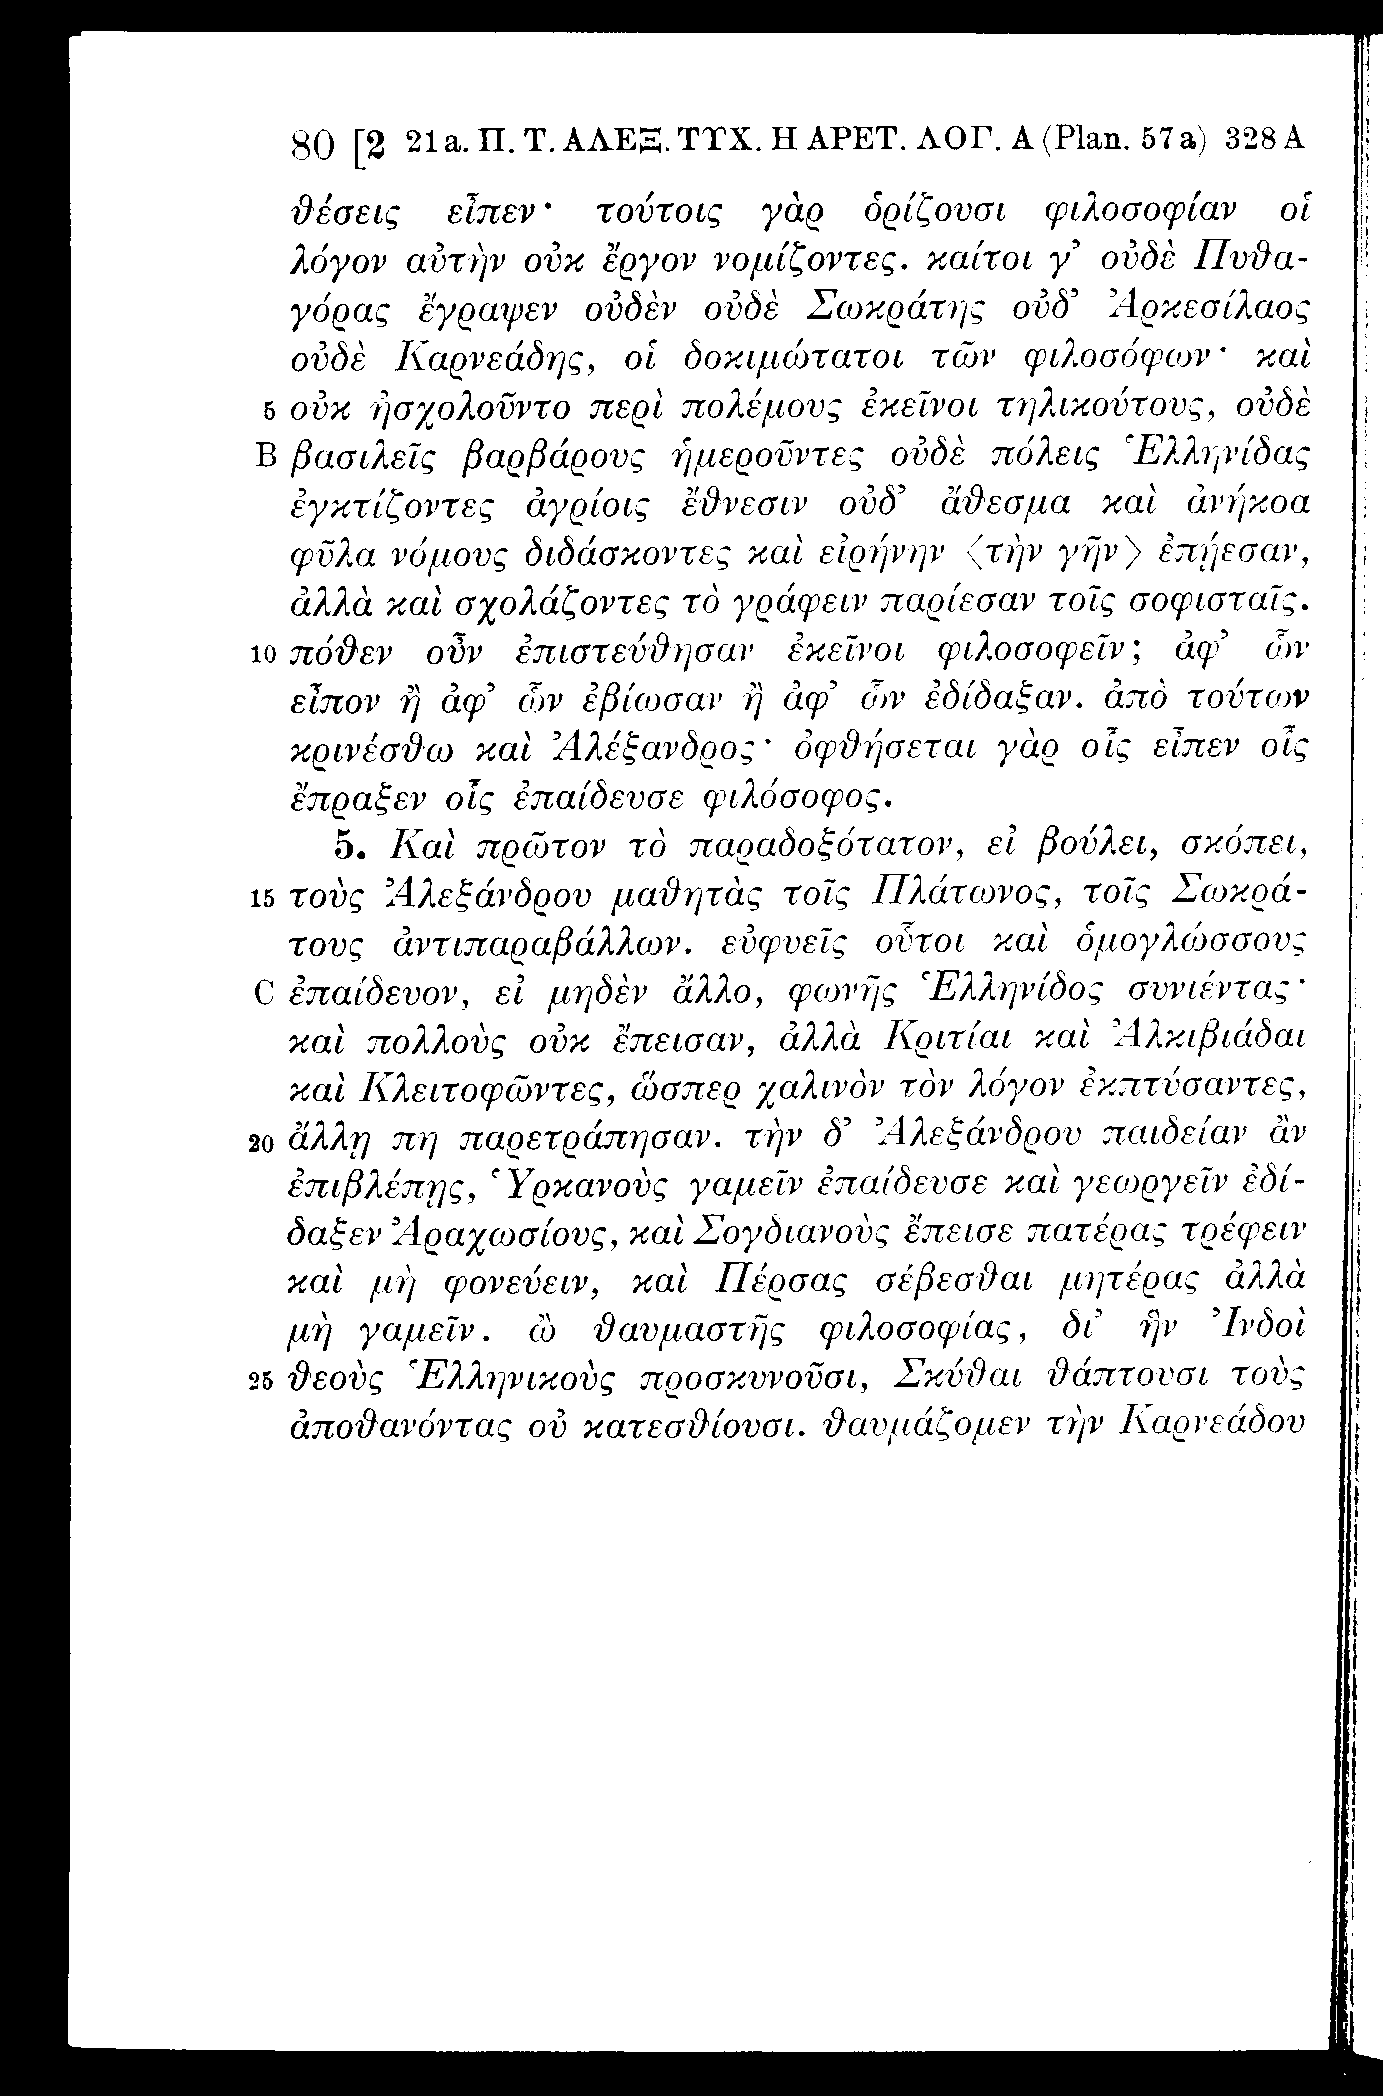 80 [2 21a. Π. Τ. ΑΛΕΞ. ΤΥΧ. Η ΑΡΕΤ. ΛΟΓ. Α (Plan. 57a) 328 A
θέσεις εἶπεν· τούτοις γὰρ ὁρίζουσι φιλοσοφίαν οἱ
λόγον αὐτὴν οὐκ ἔργον νομίζοντες. καίτοι γ’ οὐδὲ Πυθα-
γόρας ἔγραψεν οὐδὲν οὐδὲ Σωκράτης οὐδ’ Ἀρκεσίλαος
οὐδὲ Καρνεάδης, οἱ δοκιμώτατοι τῶν φιλοσόφων· καὶ
5 οὐκ ἠσχολοῦντο περὶ πολέμους ἐκεῖνοι τηλικούτους, οὐδὲ
B βασιλεῖς βαρβάρους ἡμεροῦντες οὐδὲ πόλεις Ἑλληνίδας
ἐγκτίζοντες ἀγρίοις ἔθνεσιν οὐδ’ ἄθεσμα καὶ ἀνήκοα
φῦλα νόμους διδάσκοντες καὶ εἰρήνην ⟨τὴν γῆν⟩ ἐπῄεσαν,
ἀλλὰ καὶ σχολάζοντες τὸ γράφειν παρίεσαν τοῖς σοφισταῖς.
10 πόθεν οὖν ἐπιστεύθησαν ἐκεῖνοι φιλοσοφεῖν; ἀφ’ ὧν
εἶπον ἢ ἀφ’ ὧν ἐβίωσαν ἢ ἀφ’ ὧν ἐδίδαξαν. ἀπὸ τούτων
κρινέσθω καὶ Ἀλέξανδρος· ὀφθήσεται γὰρ οἷς εἶπεν οἷς
ἔπραξεν οἷς ἐπαίδευσε φιλόσοφος.
5. Καὶ πρῶτον τὸ παραδοξότατον, εἰ βούλει, σκόπει,
15 τοὺς Ἀλεξάνδρου μαθητὰς τοῖς Πλάτωνος, τοῖς Σωκρά-
τους ἀντιπαραβάλλων. εὐφυεῖς οὗτοι καὶ ὁμογλώσσους
C ἐπαίδευον, εἰ μηδὲν ἄλλο, φωνῆς Ἑλληνίδος συνιέντας·
καὶ πολλοὺς οὐκ ἔπεισαν, ἀλλὰ Κριτίαι καὶ Ἀλκιβιάδαι
καὶ Κλειτοφῶντες, ὥσπερ χαλινὸν τὸν λόγον ἐκπτύσαντες,
20 ἄλλῃ πη παρετράπησαν. τὴν δ’ Ἀλεξάνδρου παιδείαν ἂν
ἐπιβλέπῃς, Ὑρκανοὺς γαμεῖν ἐπαίδευσε καὶ γεωργεῖν ἐδί-
δαξεν Ἀραχωσίους, καὶ Σογδιανοὺς ἔπεισε πατέρας τρέφειν
καὶ μὴ φονεύειν, καὶ Πέρσας σέβεσθαι μητέρας ἀλλὰ
μὴ γαμεῖν. ὢ θαυμαστῆς φιλοσοφίας, δι’ ἣν Ἰνδοὶ
25 θεοὺς Ἑλληνικοὺς προσκυνοῦσι, Σκύθαι θάπτουσι τοὺς
ἀποθανόντας οὐ κατεσθίουσι. θαυμάζομεν τὴν Καρνεάδου